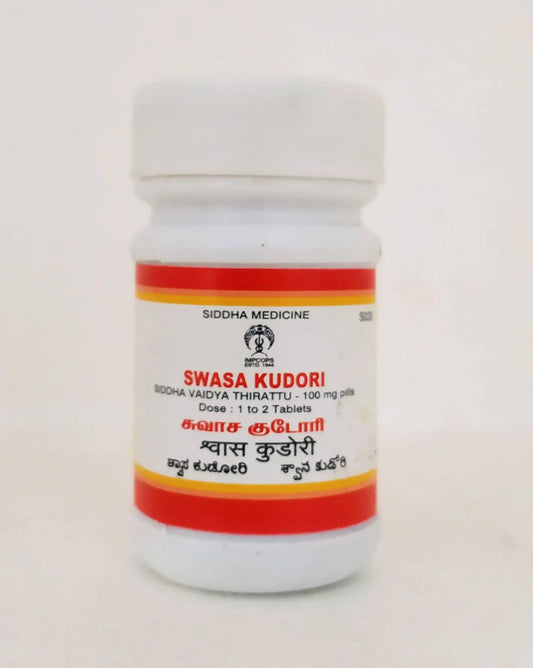 SIDDHA MEDICINE
IMPCOPS
ESTD. 1944
SWASA KUDORI
SIDDHA VAIDYA THIRATTU - 100 mg pills
Dose : 1 to 2 Tablets
சுவாச குடோரி
श्वास कुडोरी
ಶ್ವಾಸ ಕುಡೋರಿ శ్వాస కుడోరి